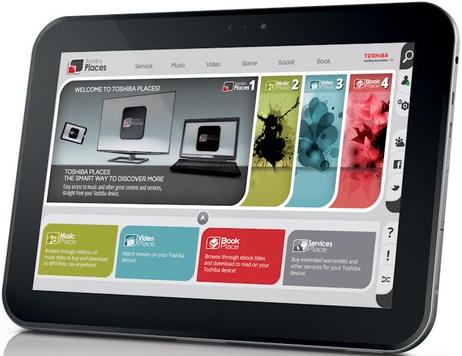 Toshiba
Places
Service Music Video Game Social Book
TOSHIBA
Leading Innovation
WELCOME TO TOSHIBA PLACES!
Places 1
Music Place 2
Video Place 3
Book Place 4
TOSHIBA PLACES
THE SMART WAY TO DISCOVER MORE
Easy access to music and other great content and services,
straight from your Toshiba device.
Music
Place
Browse through millions of
music titles to buy and download
as MP3 files: use anywhere!
Video
Place
Watch movies on your Toshiba
device!
Book
Place
Browse through ebook titles
and download to read on your
Toshiba device!
Services
Place
Buy extended warranties and
other services for your Toshiba
device!
?
!